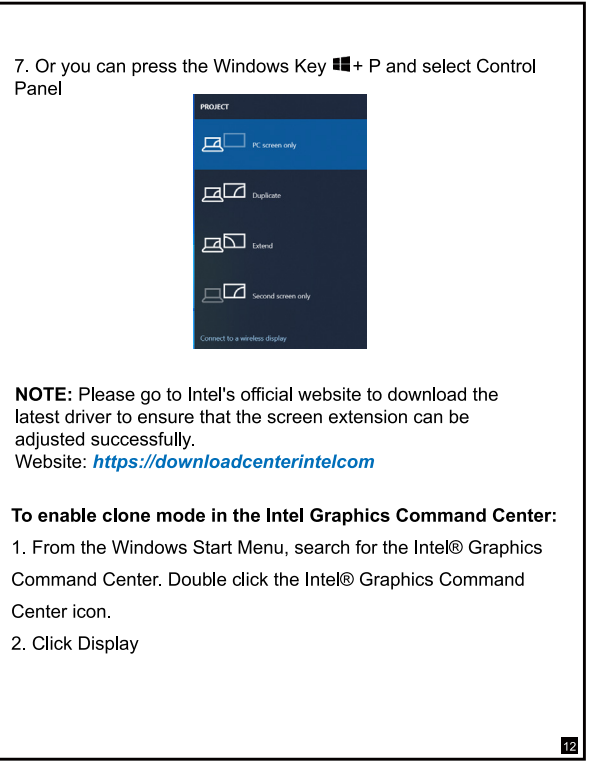 7. Or you can press the Windows Key + P and select Control
Panel
PROJECT
PC screen only
Duplicate
Extend
Second screen only
Connect to a wireless display
NOTE: Please go to Intel's official website to download the
latest driver to ensure that the screen extension can be
adjusted successfully.
Website: https://downloadcenterintelcom
To enable clone mode in the Intel Graphics Command Center:
1. From the Windows Start Menu, search for the Intel® Graphics
Command Center. Double click the Intel® Graphics Command
Center icon.
2. Click Display
12